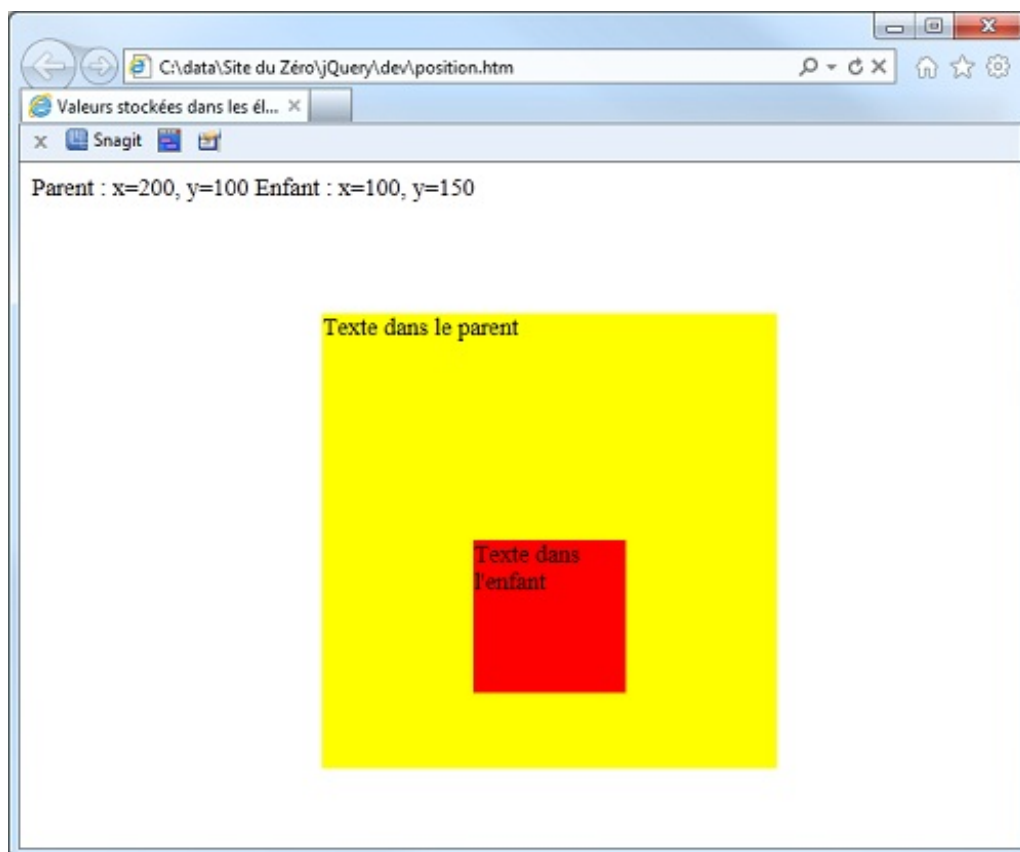 C:\data\Site du Zéro\jQuery\dev\position.htm
Valeurs stockées dans les él...
Snagit
Parent : x=200, y=100 Enfant : x=100, y=150
Texte dans le parent
Texte dans
l'enfant